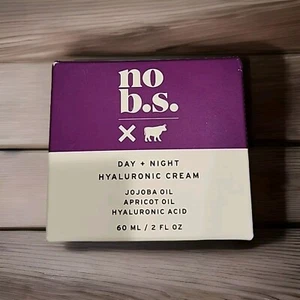 no
b.s.
DAY + NIGHT
HYALURONIC CREAM
JOJOBA OIL
APRICOT OIL
HYALURONIC ACID
60 ML / 2 FL OZ